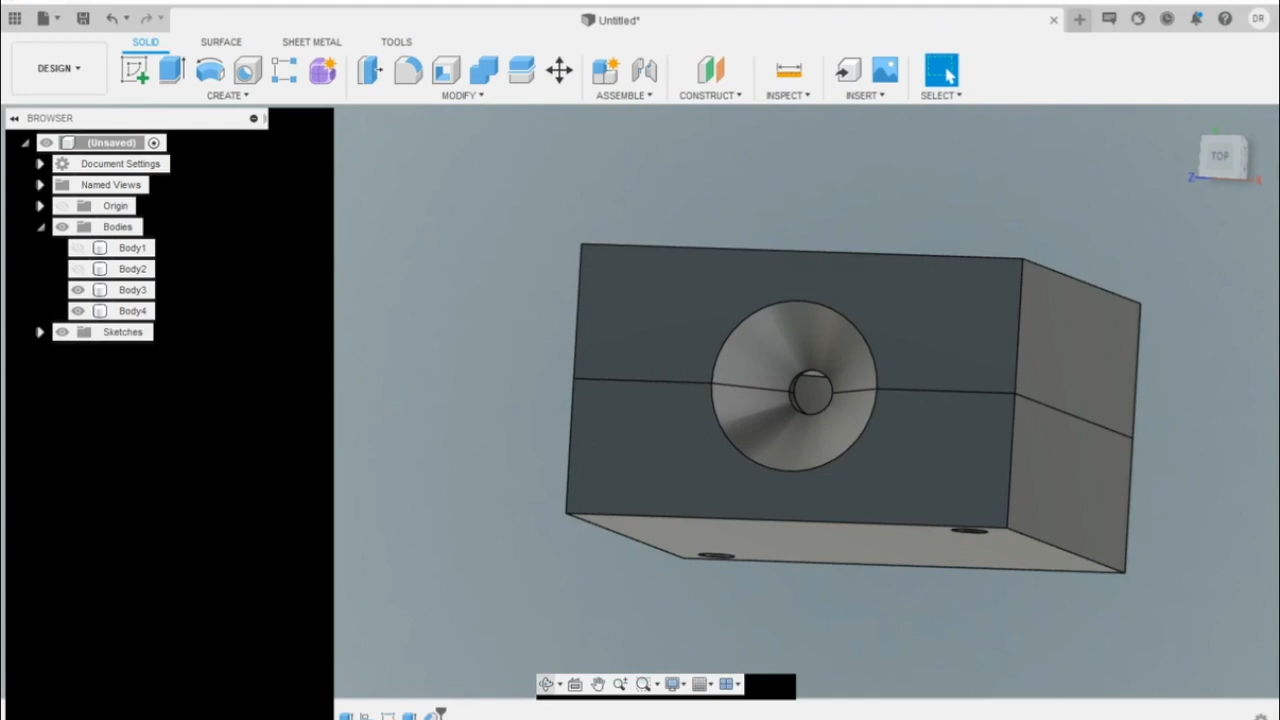 Untitled*
DR
SOLID SURFACE SHEET METAL TOOLS
DESIGN
CREATE MODIFY ASSEMBLE CONSTRUCT INSPECT INSERT SELECT
BROWSER
(Unsaved)
Document Settings
Named Views
Origin
Bodies
Body1
Body2
Body3
Body4
Sketches
TOP
Z X